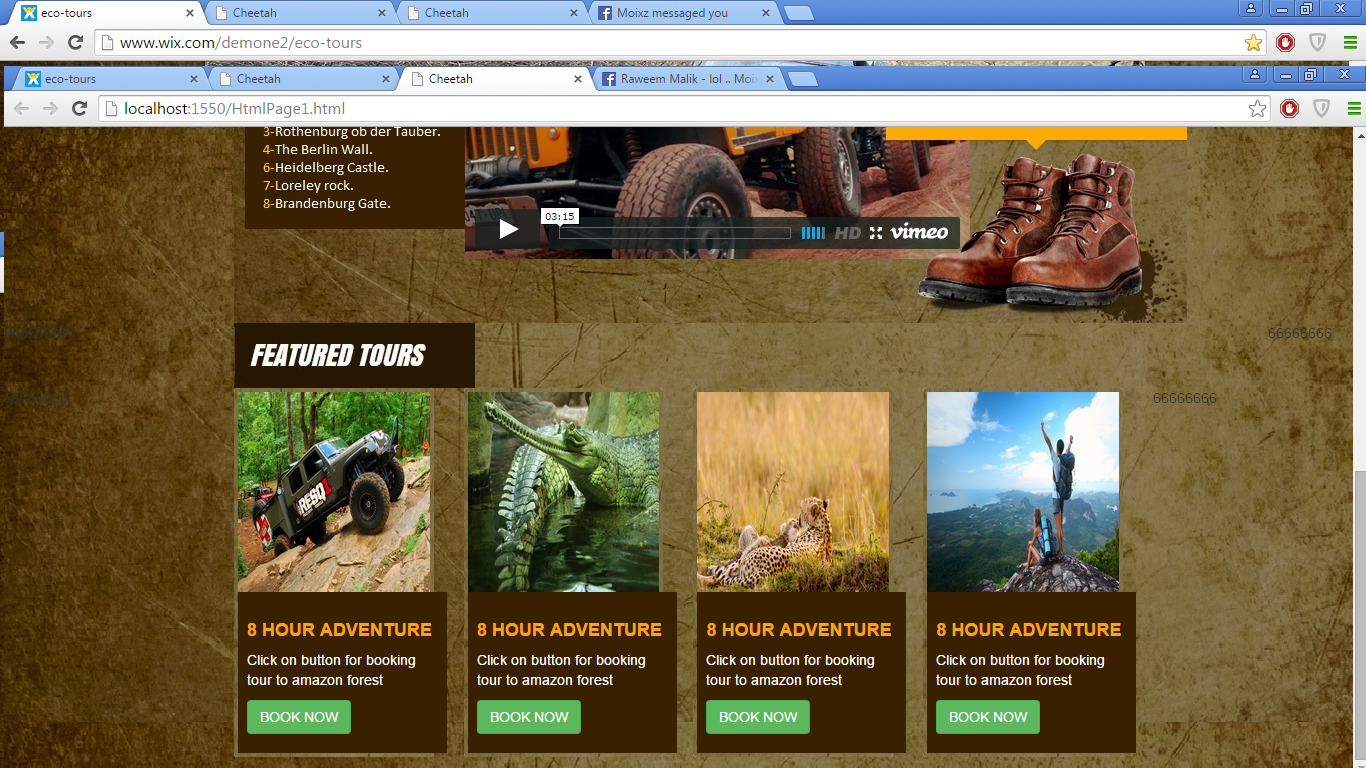 eco-tours
Cheetah
Cheetah
Moixz messaged you
www.wix.com/demone2/eco-tours
eco-tours
Cheetah
Cheetah
Raweem Malik - lol .. Moix
localhost:1550/HtmlPage1.html
3-Rothenburg ob der Tauber.
4-The Berlin Wall.
6-Heidelberg Castle.
7-Loreley rock.
8-Brandenburg Gate.
03:15
HD
vimeo
66666666
FEATURED TOURS
66666666
RESQ
8 HOUR ADVENTURE
Click on button for booking
tour to amazon forest
BOOK NOW
8 HOUR ADVENTURE
Click on button for booking
tour to amazon forest
BOOK NOW
8 HOUR ADVENTURE
Click on button for booking
tour to amazon forest
BOOK NOW
8 HOUR ADVENTURE
Click on button for booking
tour to amazon forest
BOOK NOW